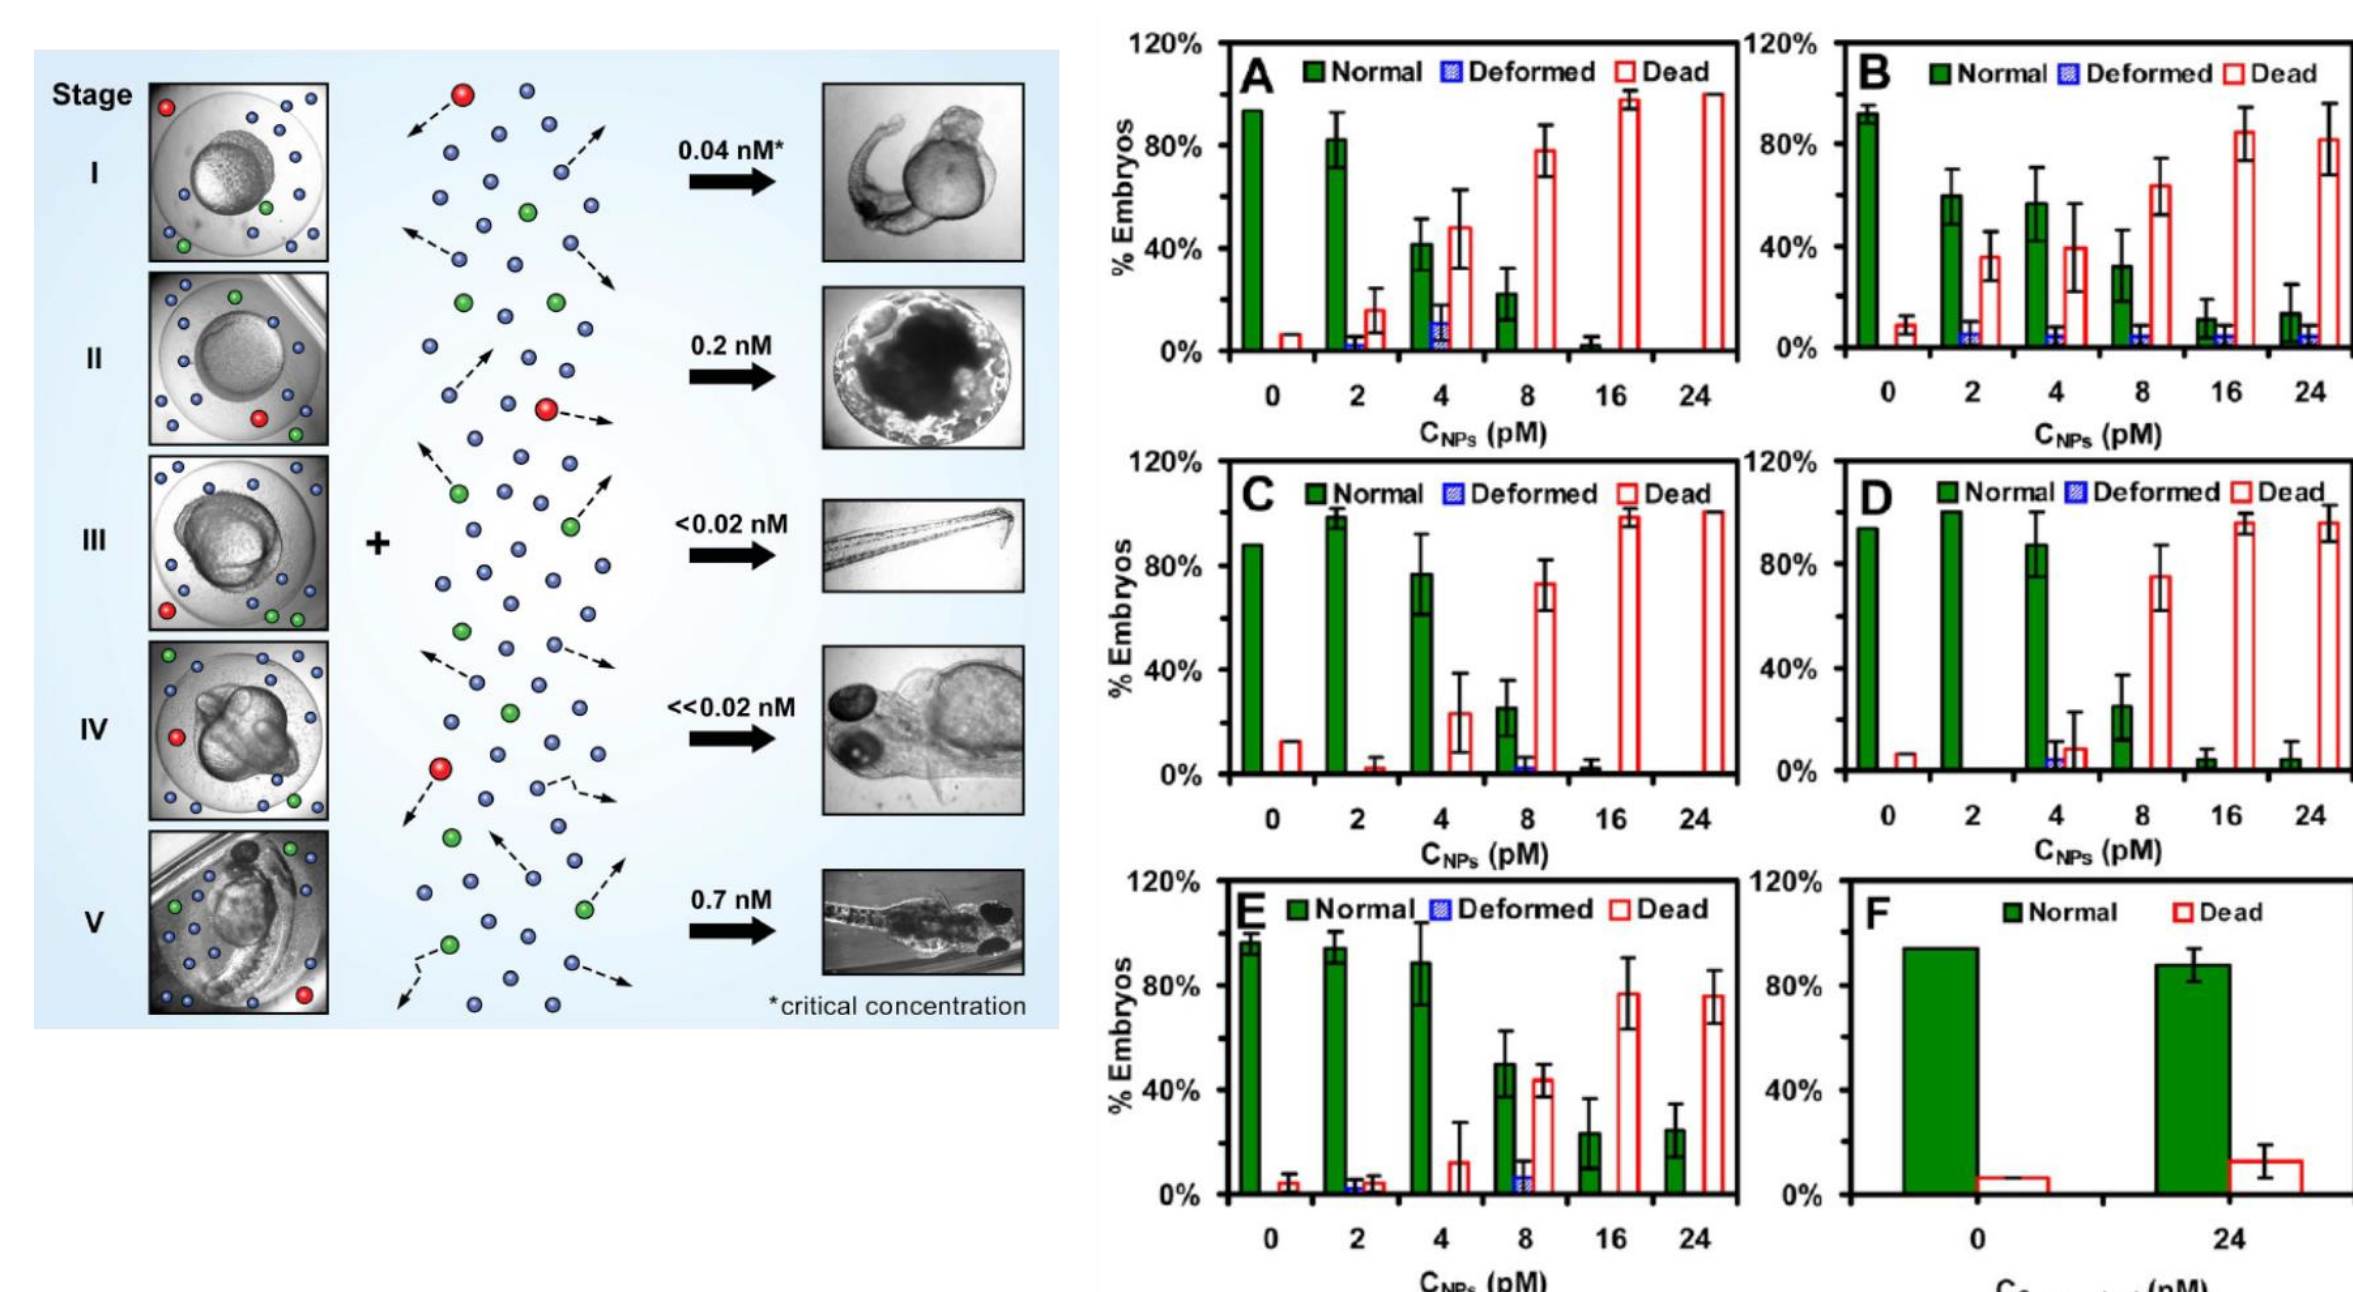 Stage
I
0.04 nM*
II
0.2 nM
III
+
<0.02 nM
IV
<<0.02 nM
V
0.7 nM
*critical concentration
A
Normal Deformed Dead
120%
80%
40%
0%
% Embryos
0 2 4 8 16 24
CNPs (pM)
B
Normal Deformed Dead
120%
80%
40%
0%
0 2 4 8 16 24
CNPs (pM)
C
Normal Deformed Dead
120%
80%
40%
0%
% Embryos
0 2 4 8 16 24
CNPs (pM)
D
Normal Deformed Dead
120%
80%
40%
0%
0 2 4 8 16 24
CNPs (pM)
E
Normal Deformed Dead
120%
80%
40%
0%
% Embryos
0 2 4 8 16 24
CNPs (pM)
F
Normal Dead
120%
80%
40%
0%
0 24